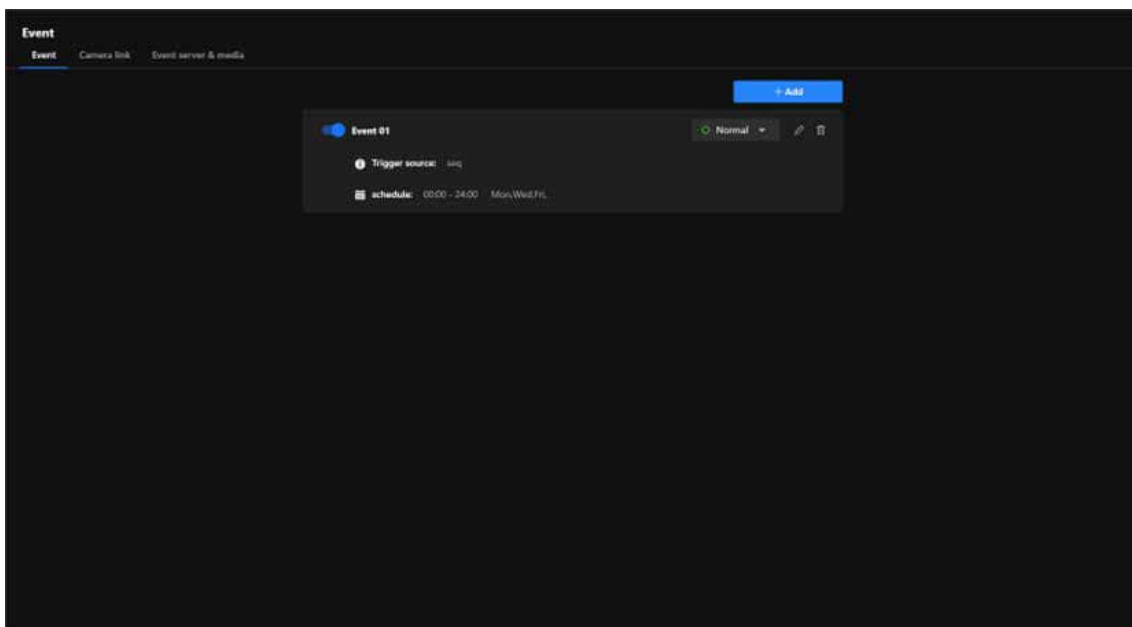 Event
Event Camera link Event server & media
+ Add
Event 01 Normal
Trigger source: seq
schedule: 00:00 - 24:00 Mon,Wed,Fri,